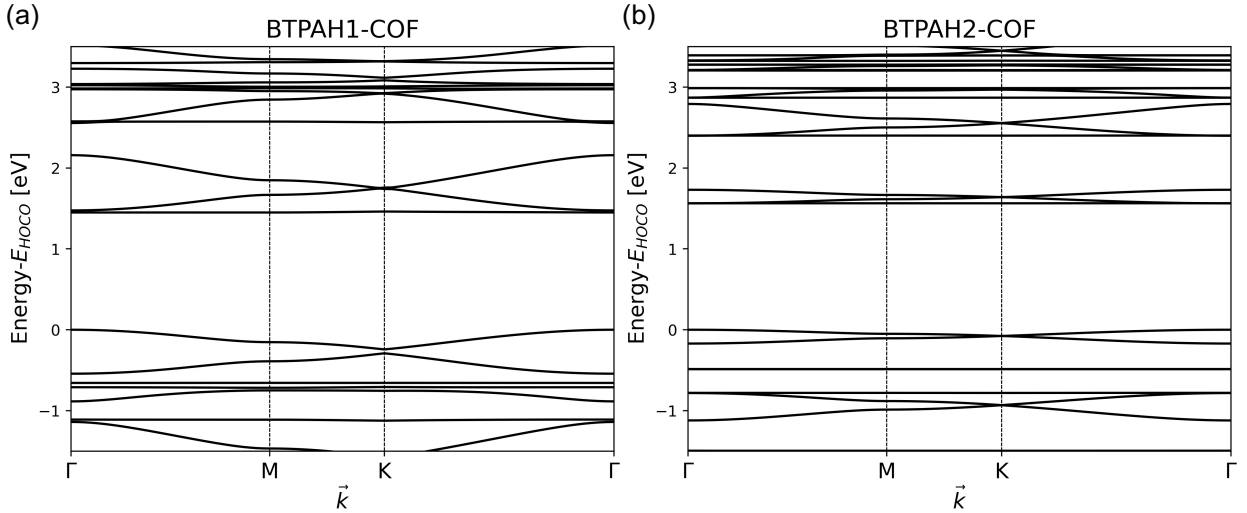 (a)
BTPAH1-COF
Energy-E_HOCO [eV]
3
2
1
0
−1
Γ M K Γ
k⃗
(b)
BTPAH2-COF
Energy-E_HOCO [eV]
3
2
1
0
−1
Γ M K Γ
k⃗